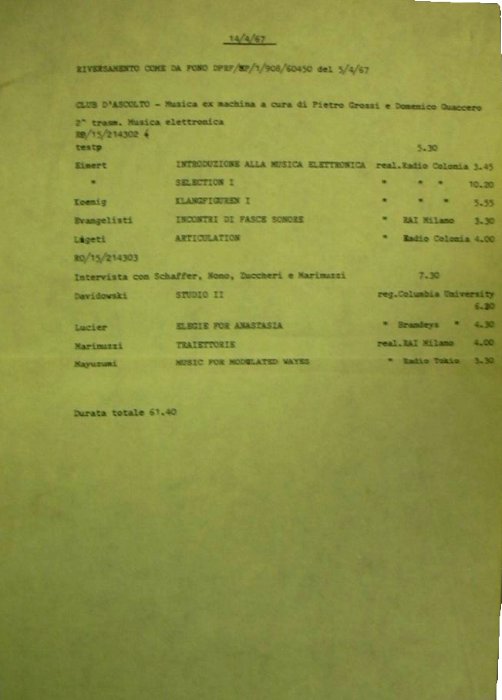 14/4/67
RIVERSAMENTO COME DA FONO DPRF/MP/1/908/60450 del 5/4/67
CLUB D'ASCOLTO - Musica ex machina a cura di Pietro Grossi e Domenico Guaccero
2^ trasm. Musica elettronica
RO/15/214302
testp 5.30
Eimert INTRODUZIONE ALLA MUSICA ELETTRONICA real.Radio Colonia 3.45
" SELECTION I " " " 10.20
Koenig KLANGFIGUREN I " " " 5.55
Evangelisti INCONTRI DI FASCE SONORE " RAI Milano 3.30
Ligeti ARTICULATION " Radio Colonia 4.00
RO/15/214303
Intervista con Schaffer, Nono, Zuccheri e Marinuzzi 7.30
Davidowski STUDIO II reg.Columbia University
6.20
Lucier ELEGIE FOR ANASTASIA " Brandeys " 4.30
Marinuzzi TRAIETTORIE real.RAI Milano 4.00
Mayuzumi MUSIC FOR MODULATED WAVES " Radio Tokio 3.30
Durata totale 61.40